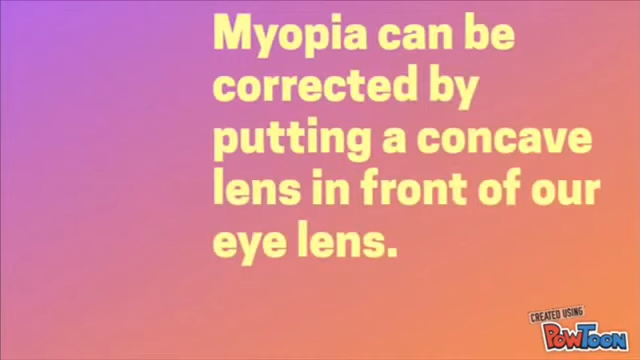 Myopia can be
corrected by
putting a concave
lens in front of our
eye lens.
CREATED USING
POWTOON